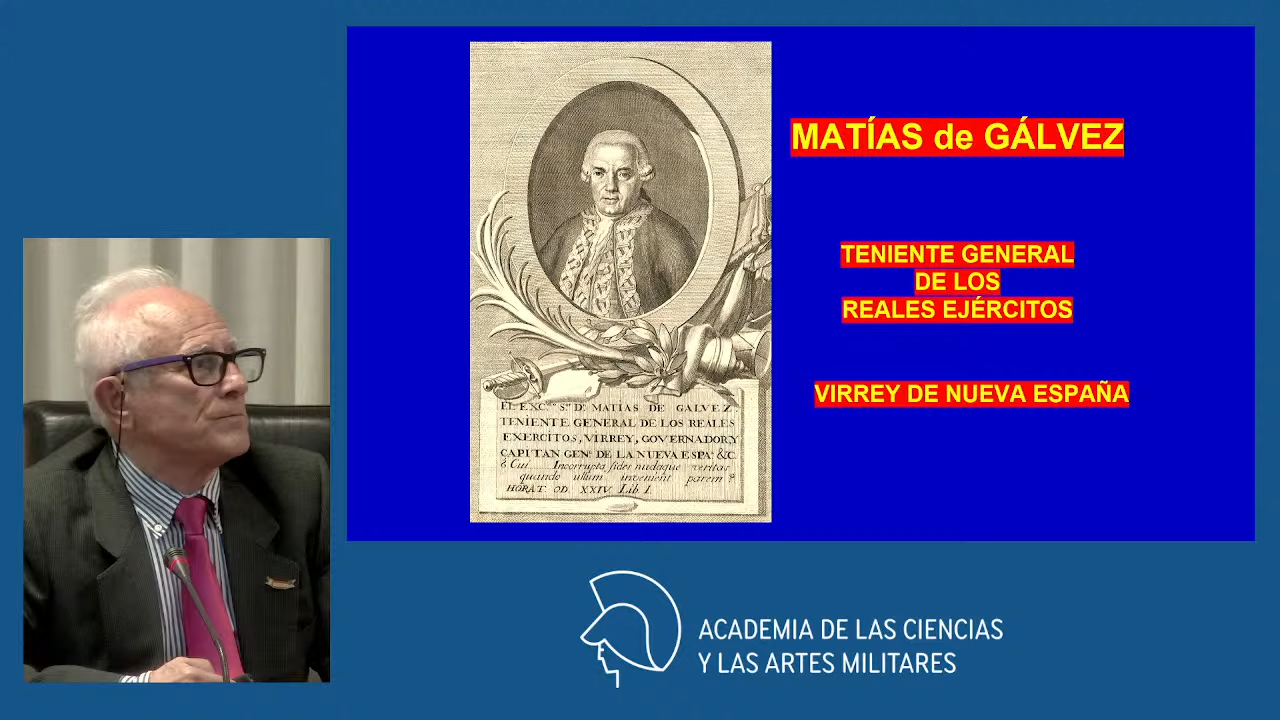 MATÍAS de GÁLVEZ
TENIENTE GENERAL
DE LOS
REALES EJÉRCITOS
VIRREY DE NUEVA ESPAÑA
EL EXC.mo S.r D. MATIAS DE GALVEZ,
TENIENTE GENERAL DE LOS REALES
EXERCITOS, VIRREY, GOVERNADOR, Y
CAPITAN GEN.l DE LA NUEVA ESPA.a &C.
Cui Incorrupta fides nudaque veritas
quando ullum invenient parem?
HORAT OD XXIV. Lib I.
ACADEMIA DE LAS CIENCIAS
Y LAS ARTES MILITARES